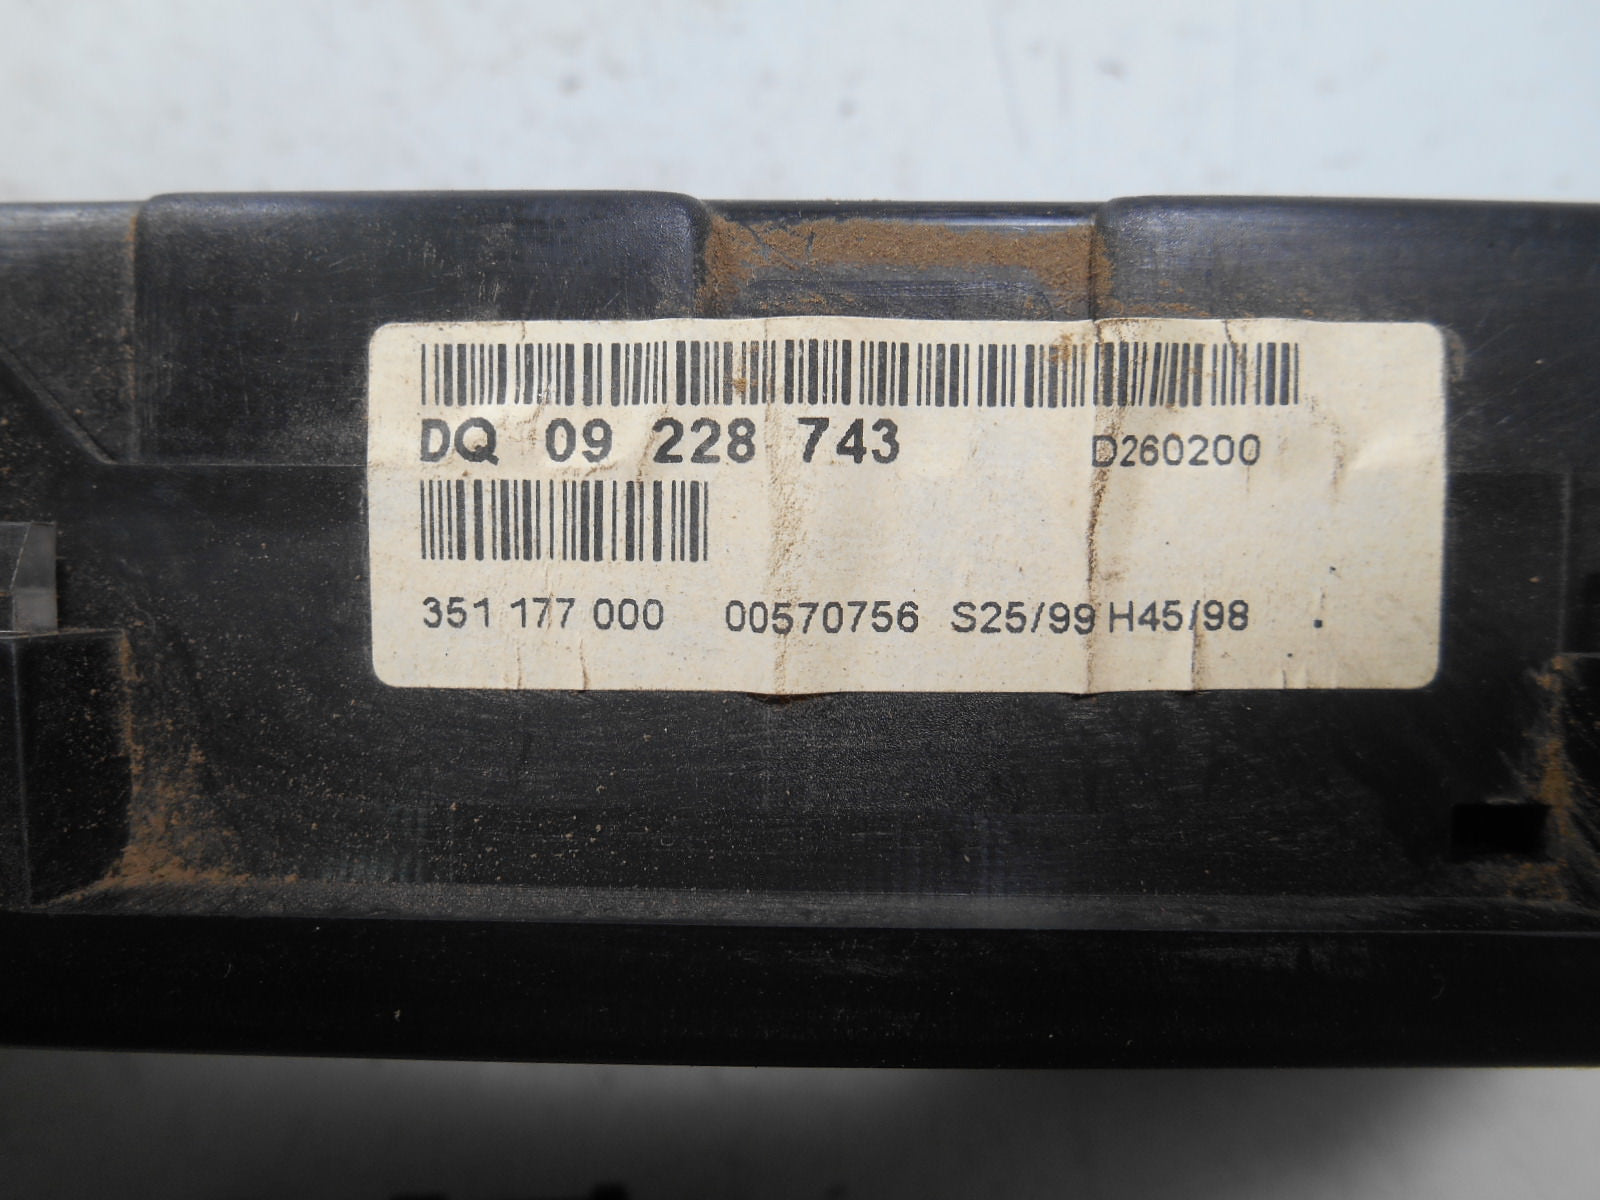 DQ 09 228 743 D260200
351 177 000 00570756 S25/99 H45/98